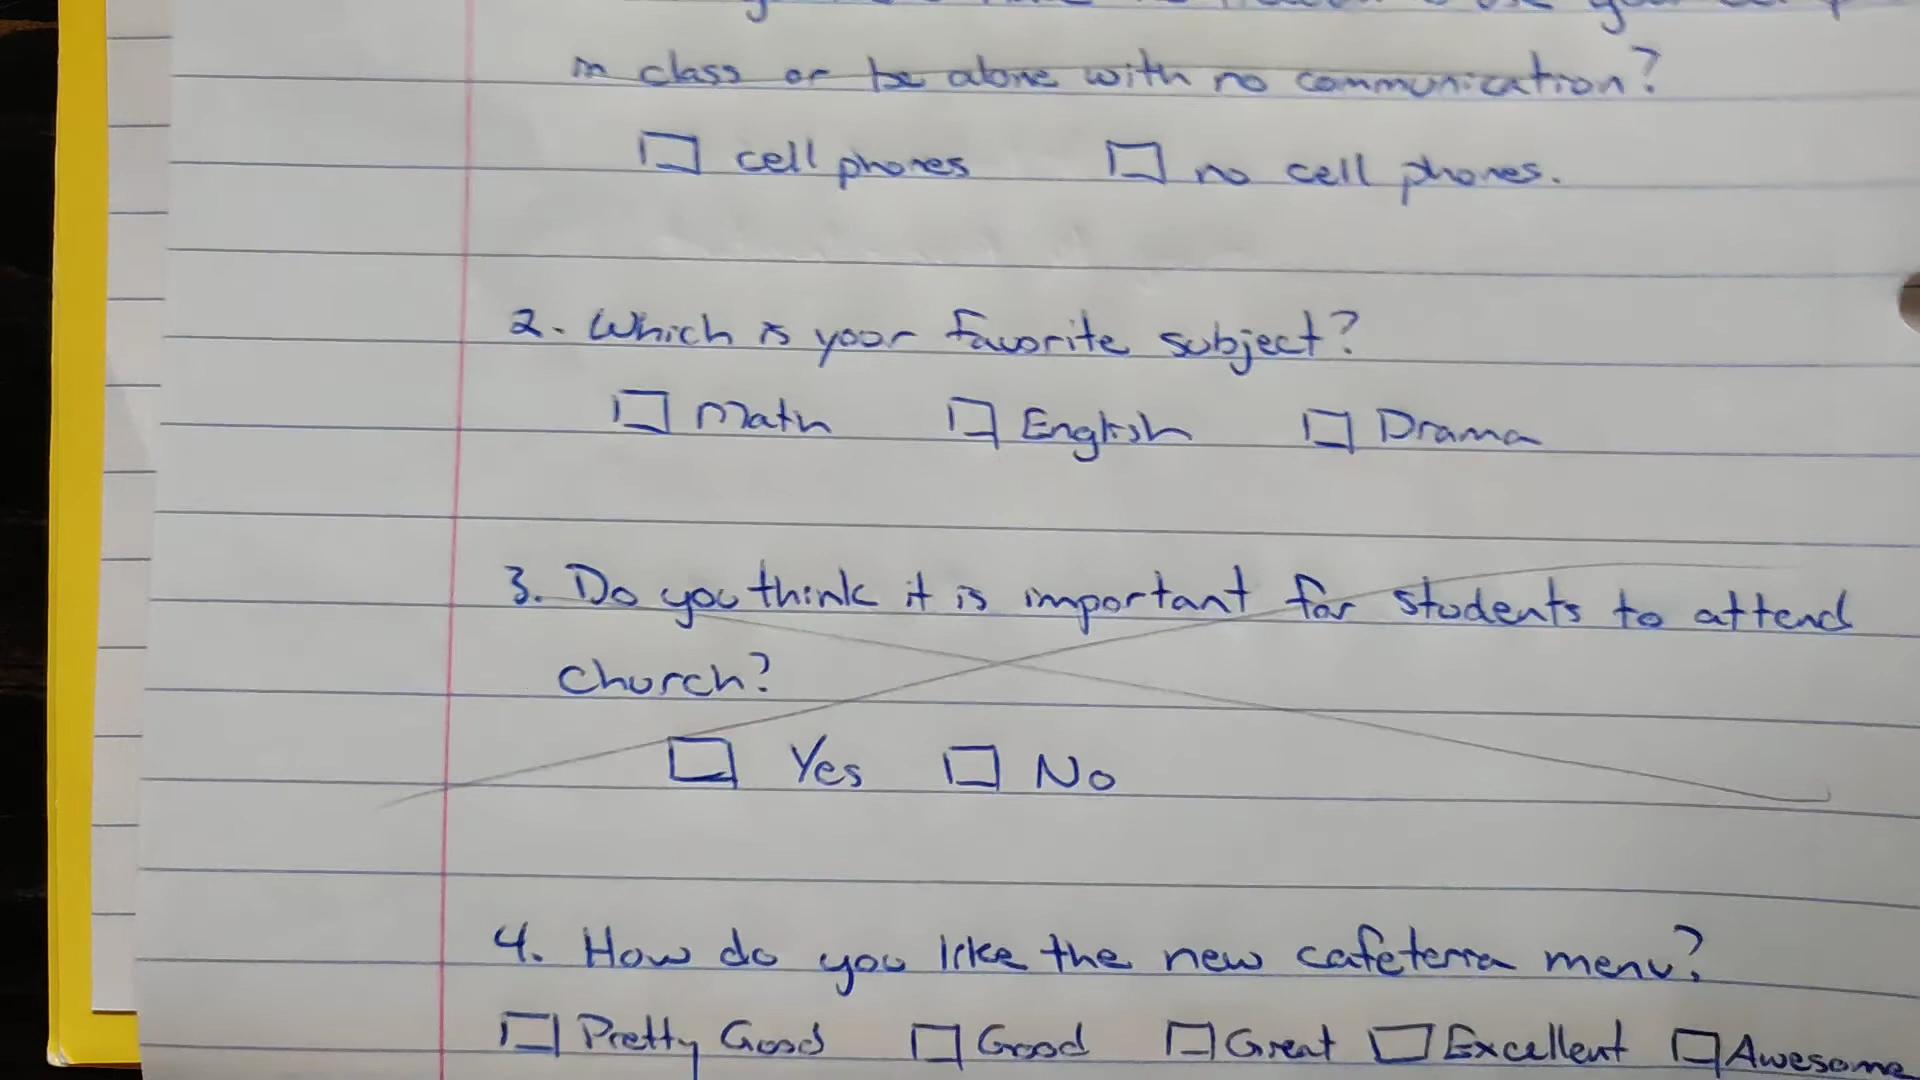 in class or be alone with no communication?
☐ cell phones ☐ no cell phones.
2. Which is your favorite subject?
☐ Math ☐ English ☐ Drama
3. Do you think it is important for students to attend
church?
☐ Yes ☐ No
4. How do you like the new cafeteria menu?
☐ Pretty Good ☐ Good ☐ Great ☐ Excellent ☐ Awesome